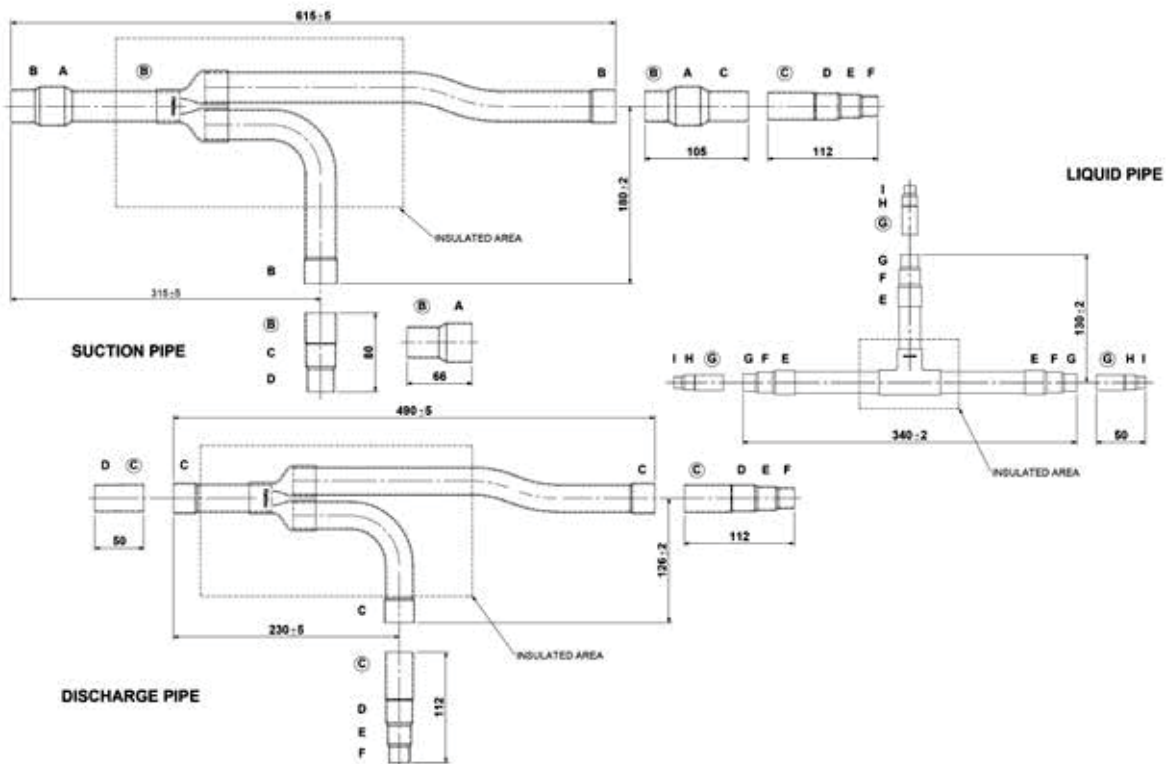 615±5
B A Ⓑ B Ⓑ A C Ⓒ D E F
105 112
LIQUID PIPE
180±2
I
H
Ⓖ
INSULATED AREA
G
F
E
130±2
B
315±5
Ⓑ A
Ⓑ
C
D
80
66
SUCTION PIPE
I H Ⓖ G F E E F G Ⓖ H I
340±2 50
INSULATED AREA
490±5
D Ⓒ C C Ⓒ D E F
50 112
126±2
C
230±5
INSULATED AREA
Ⓒ
D
E
F
112
DISCHARGE PIPE